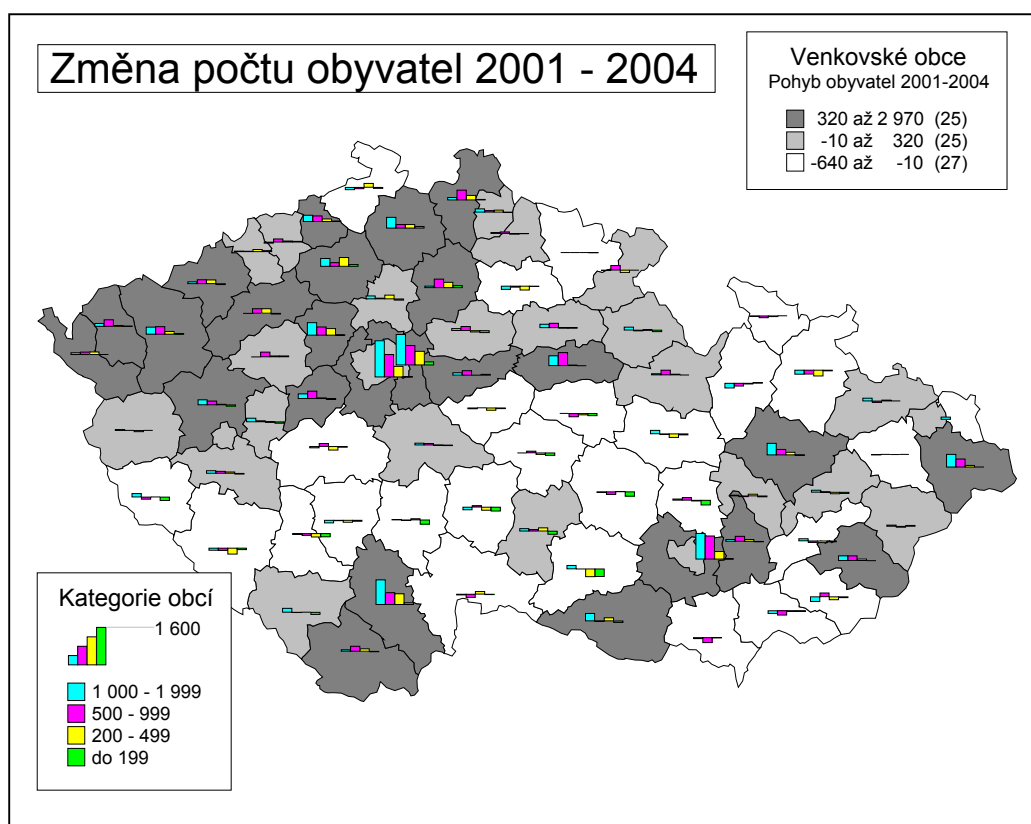 Změna počtu obyvatel 2001 - 2004
Venkovské obce
Pohyb obyvatel 2001-2004
320 až 2 970 (25)
-10 až 320 (25)
-640 až -10 (27)
Kategorie obcí
1 600
1 000 - 1 999
500 - 999
200 - 499
do 199